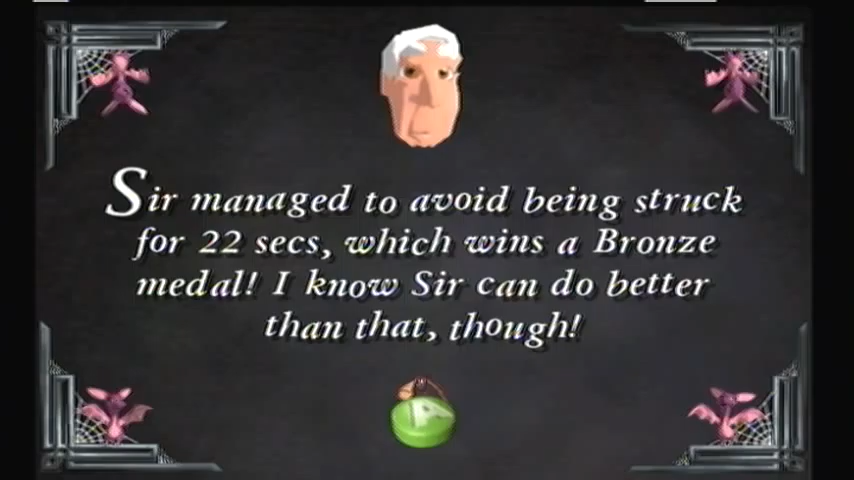 Sir managed to avoid being struck
for 22 secs, which wins a Bronze
medal! I know Sir can do better
than that, though!
A